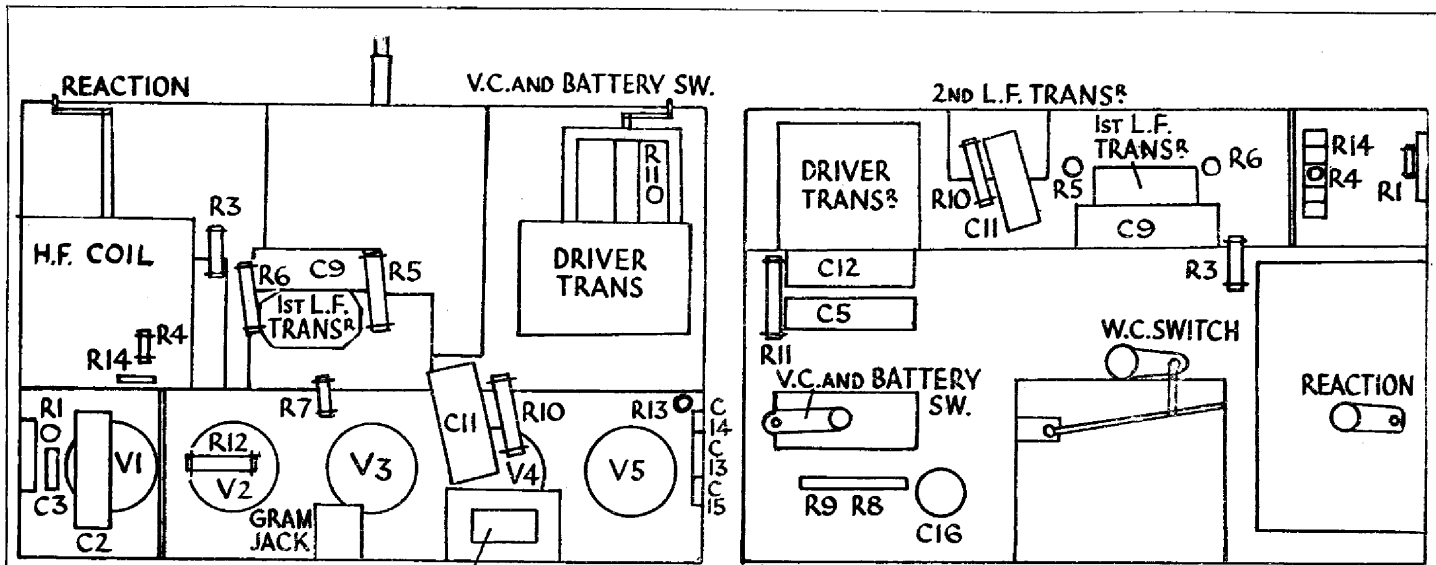 REACTION
V.C. AND BATTERY SW.
R
11
O
R3
H.F. COIL
R6
C9
R5
1ST L.F.
TRANSR
DRIVER
TRANS
R4
R14
R7
C11
R10
R13
C
14
C
13
C
15
R1
V1
C3
C2
R12
V2
V3
V4
V5
GRAM
JACK
2ND L.F. TRANSR
1ST L.F.
TRANSR
DRIVER
TRANSR
R10
C11
R5
R6
C9
R14
R4
R1
R3
C12
C5
R11
W.C. SWITCH
V.C. AND BATTERY
SW.
REACTION
R9 R8
C16